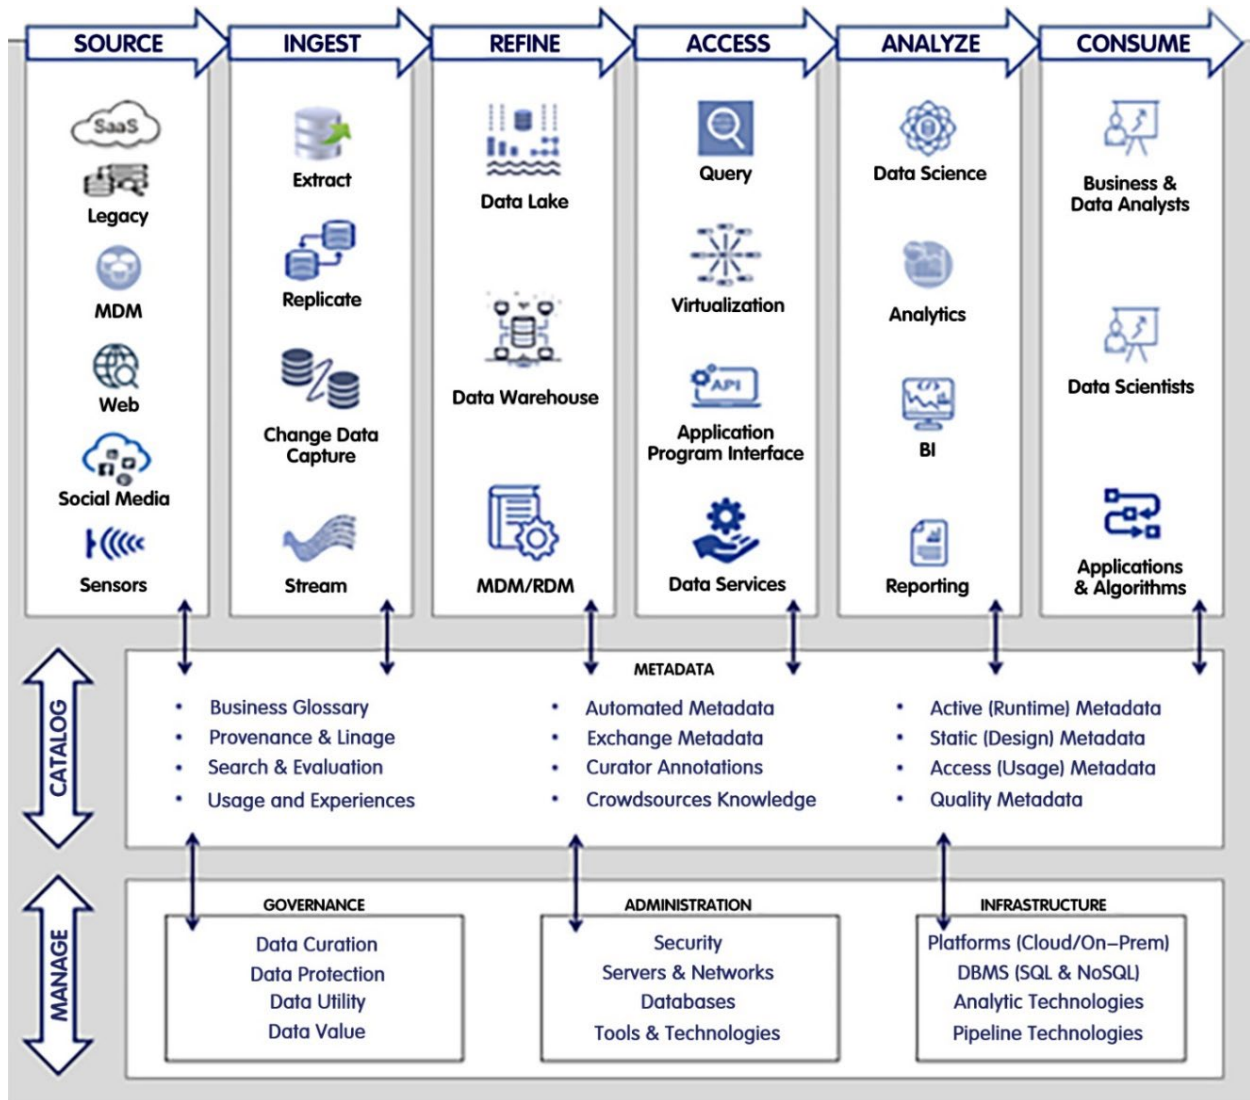 SOURCE
INGEST
REFINE
ACCESS
ANALYZE
CONSUME
SaaS
Legacy
MDM
Web
Social Media
Sensors
Extract
Replicate
Change Data
Capture
Stream
Data Lake
Data Warehouse
MDM/RDM
Query
Virtualization
API
Application
Program Interface
Data Services
Data Science
Analytics
BI
Reporting
Business &
Data Analysts
Data Scientists
Applications
& Algorithms
CATALOG
METADATA
• Business Glossary
• Provenance & Linage
• Search & Evaluation
• Usage and Experiences
• Automated Metadata
• Exchange Metadata
• Curator Annotations
• Crowdsources Knowledge
• Active (Runtime) Metadata
• Static (Design) Metadata
• Access (Usage) Metadata
• Quality Metadata
MANAGE
GOVERNANCE
Data Curation
Data Protection
Data Utility
Data Value
ADMINISTRATION
Security
Servers & Networks
Databases
Tools & Technologies
INFRASTRUCTURE
Platforms (Cloud/On-Prem)
DBMS (SQL & NoSQL)
Analytic Technologies
Pipeline Technologies